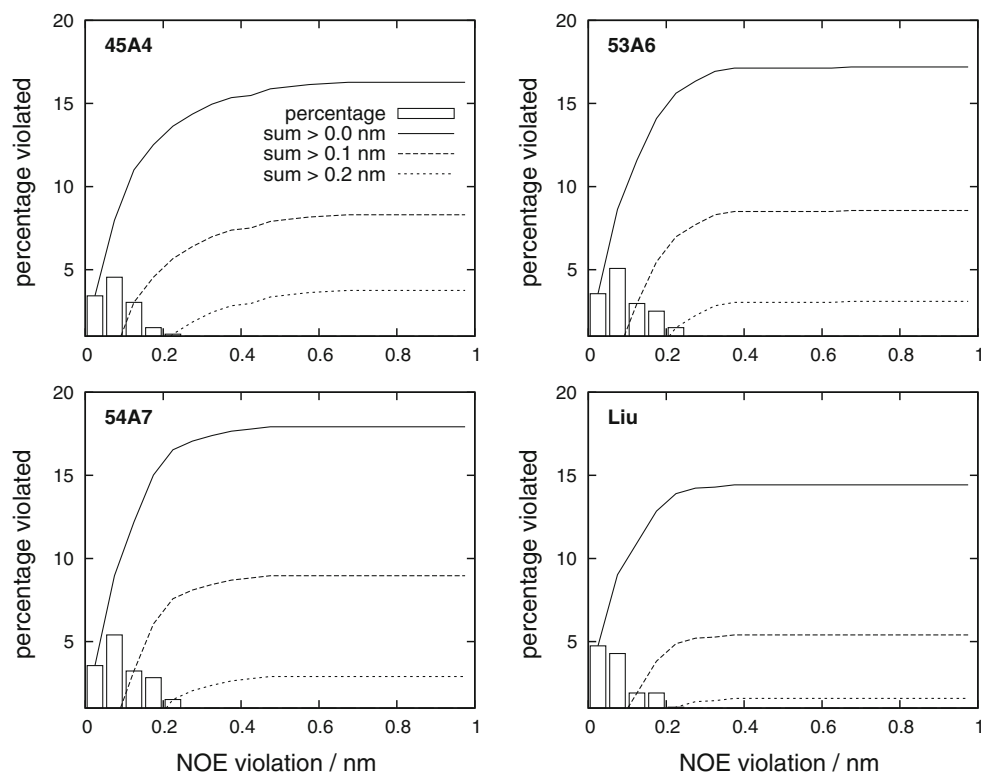 45A4
percentage violated
20
15
10
5
percentage
sum > 0.0 nm
sum > 0.1 nm
sum > 0.2 nm
0 0.2 0.4 0.6 0.8 1
53A6
percentage violated
20
15
10
5
0 0.2 0.4 0.6 0.8 1
54A7
percentage violated
20
15
10
5
0 0.2 0.4 0.6 0.8 1
NOE violation / nm
Liu
percentage violated
20
15
10
5
0 0.2 0.4 0.6 0.8 1
NOE violation / nm